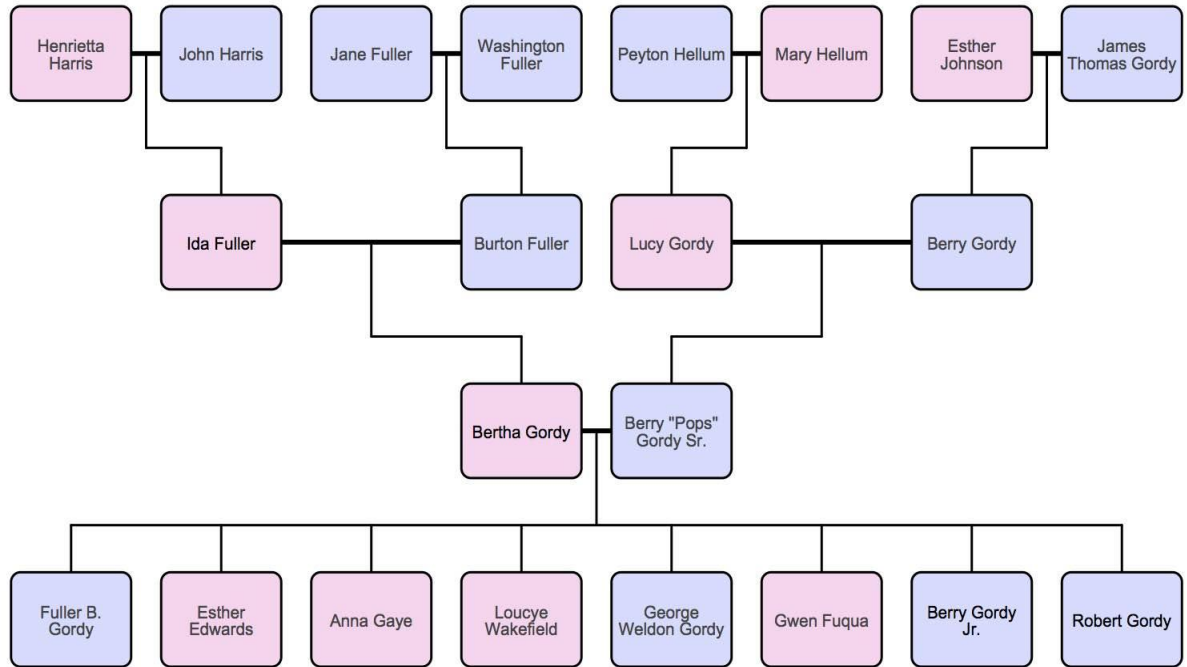 Henrietta
Harris
John Harris
Jane Fuller
Washington
Fuller
Peyton Hellum
Mary Hellum
Esther
Johnson
James
Thomas Gordy
Ida Fuller
Burton Fuller
Lucy Gordy
Berry Gordy
Bertha Gordy
Berry "Pops"
Gordy Sr.
Fuller B.
Gordy
Esther
Edwards
Anna Gaye
Loucye
Wakefield
George
Weldon Gordy
Gwen Fuqua
Berry Gordy
Jr.
Robert Gordy